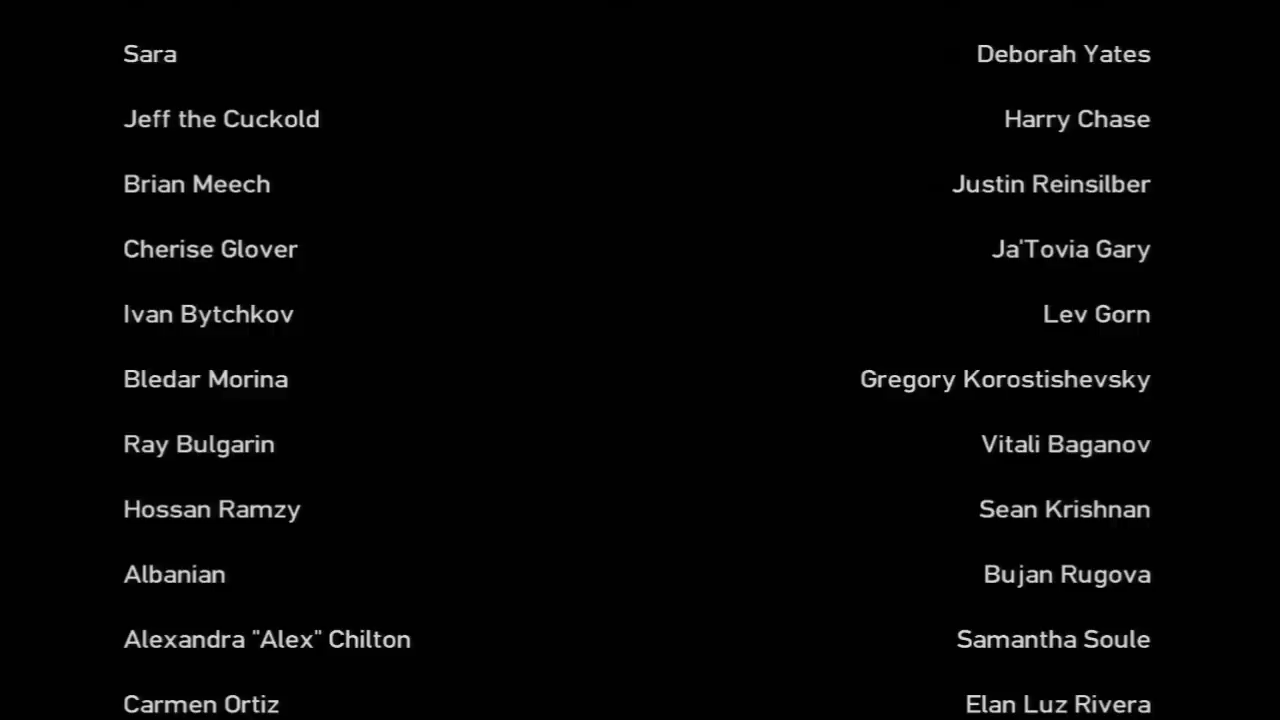 Sara Deborah Yates
Jeff the Cuckold Harry Chase
Brian Meech Justin Reinsilber
Cherise Glover Ja'Tovia Gary
Ivan Bytchkov Lev Gorn
Bledar Morina Gregory Korostishevsky
Ray Bulgarin Vitali Baganov
Hossan Ramzy Sean Krishnan
Albanian Bujan Rugova
Alexandra "Alex" Chilton Samantha Soule
Carmen Ortiz Elan Luz Rivera